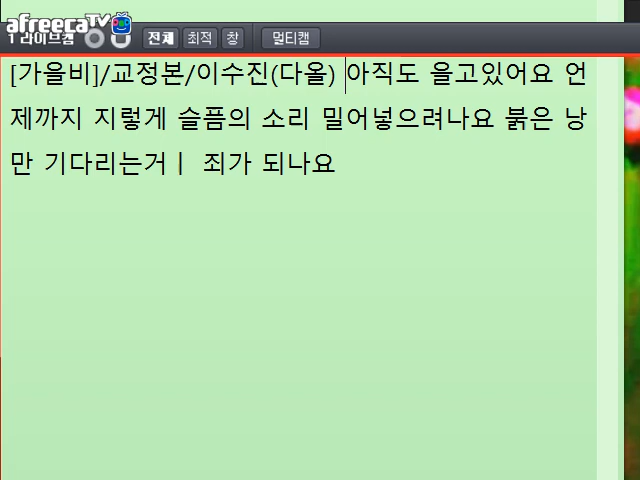 afreecaTV
1 라이브캠 전체 최적 창 멀티캠
[가을비]/교정본/이수진(다올) 아직도 을고있어요 언
제까지 지렇게 슬픔의 소리 밀어넣으려나요 붉은 낭
만 기다리는거ㅣ 죄가 되나요